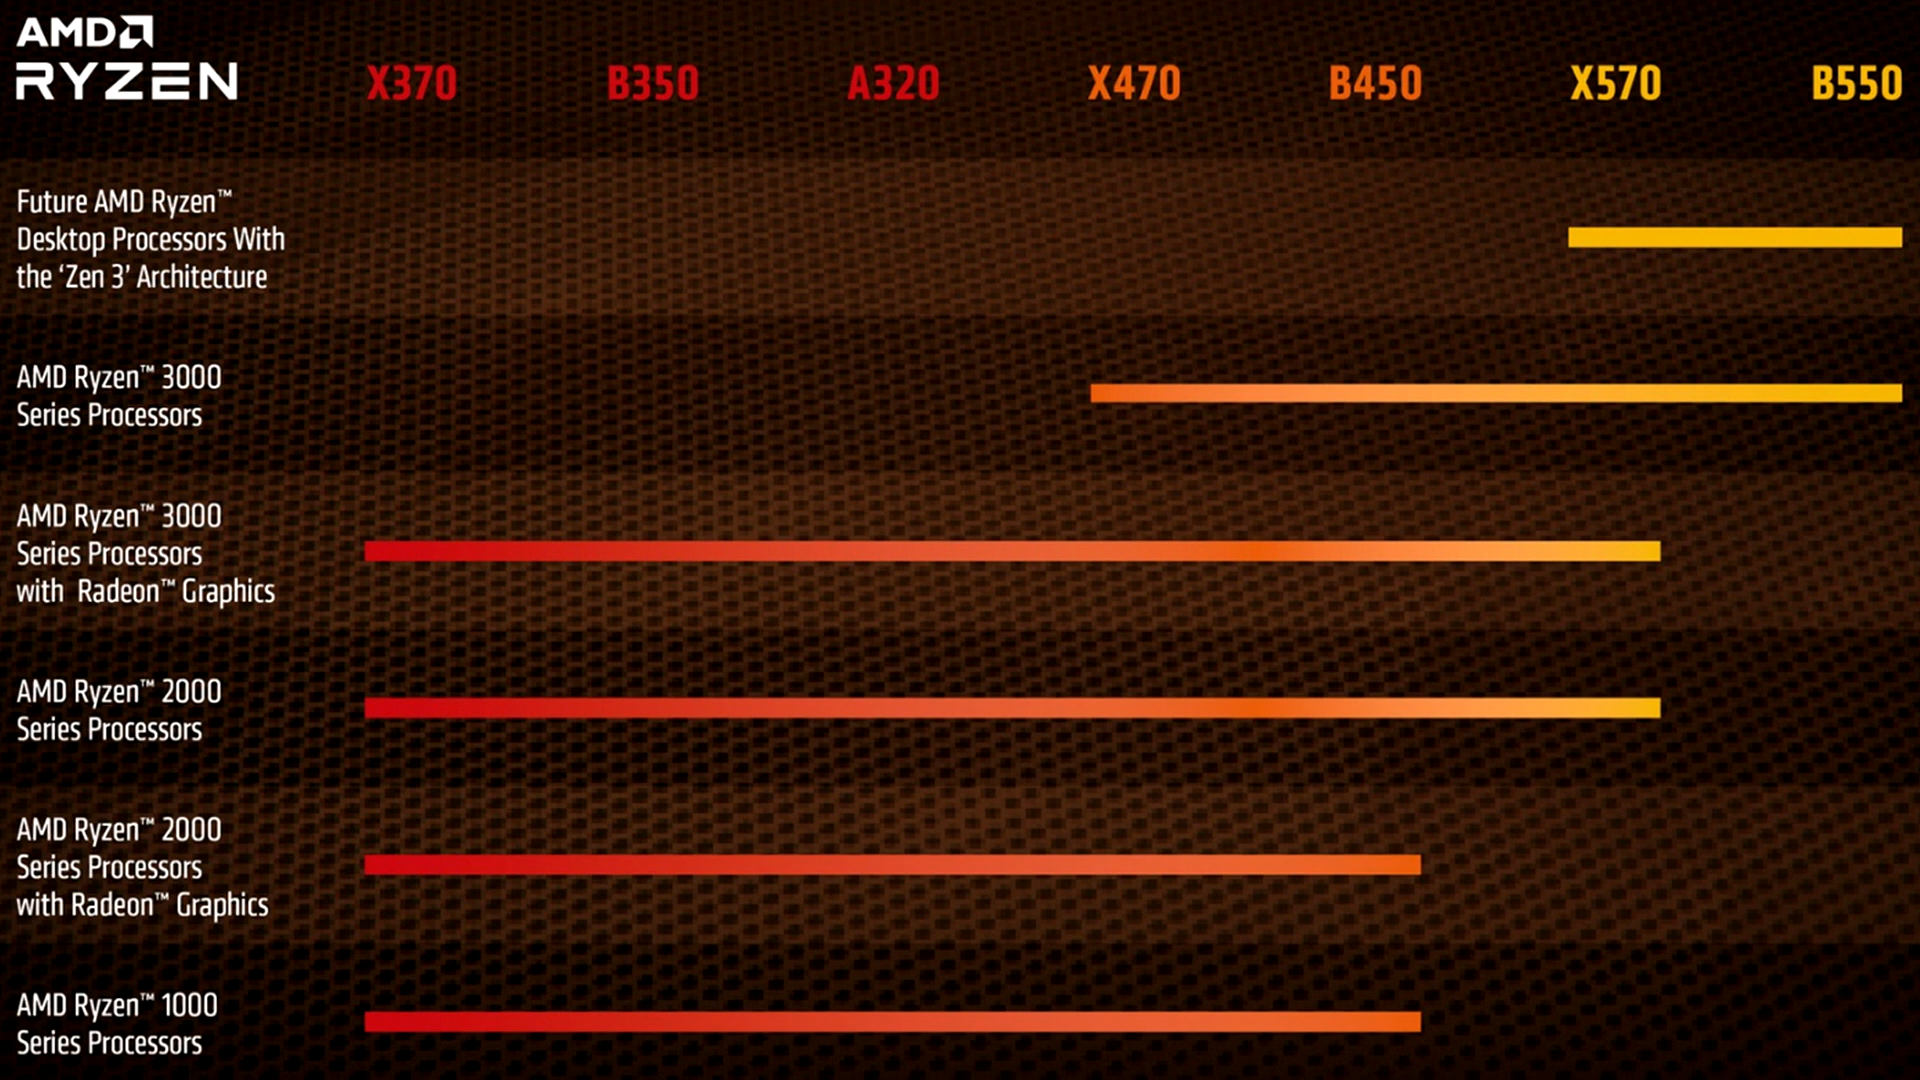 AMD
RYZEN
X370 B350 A320 X470 B450 X570 B550
Future AMD Ryzen™
Desktop Processors With
the ‘Zen 3’ Architecture
AMD Ryzen™ 3000
Series Processors
AMD Ryzen™ 3000
Series Processors
with Radeon™ Graphics
AMD Ryzen™ 2000
Series Processors
AMD Ryzen™ 2000
Series Processors
with Radeon™ Graphics
AMD Ryzen™ 1000
Series Processors